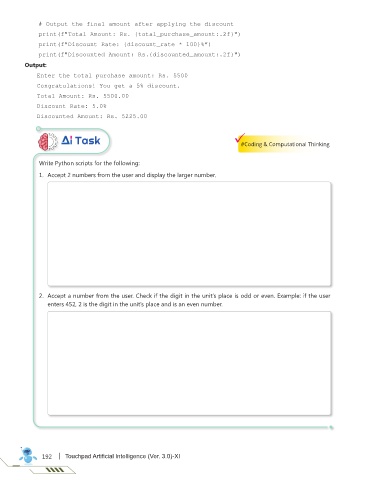 # Output the final amount after applying the discount
print(f"Total Amount: Rs. {total_purchase_amount:.2f}")
print(f"Discount Rate: {discount_rate * 100}%")
print(f"Discounted Amount: Rs.{discounted_amount:.2f}")
Output:
Enter the total purchase amount: Rs. 5500
Congratulations! You get a 5% discount.
Total Amount: Rs. 5500.00
Discount Rate: 5.0%
Discounted Amount: Rs. 5225.00
Ai Task
#Coding & Computational Thinking
Write Python scripts for the following:
1. Accept 2 numbers from the user and display the larger number.
2. Accept a number from the user. Check if the digit in the unit's place is odd or even. Example: if the user
enters 452, 2 is the digit in the unit's place and is an even number.
192 | Touchpad Artificial Intelligence (Ver. 3.0)-XI